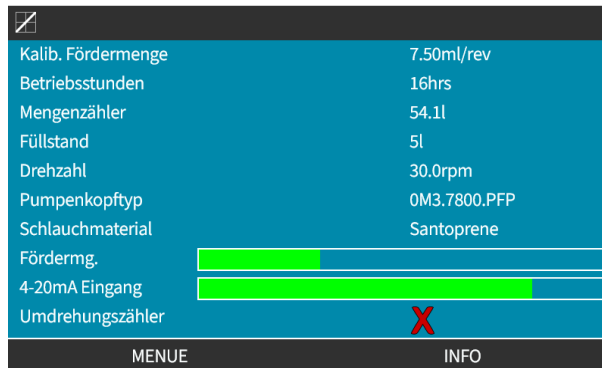 Kalib. Fördermenge 7.50ml/rev
Betriebsstunden 16hrs
Mengenzähler 54.1l
Füllstand 5l
Drehzahl 30.0rpm
Pumpenkopftyp 0M3.7800.PFP
Schlauchmaterial Santoprene
Fördermg.
4-20mA Eingang
Umdrehungszähler X
MENUE INFO